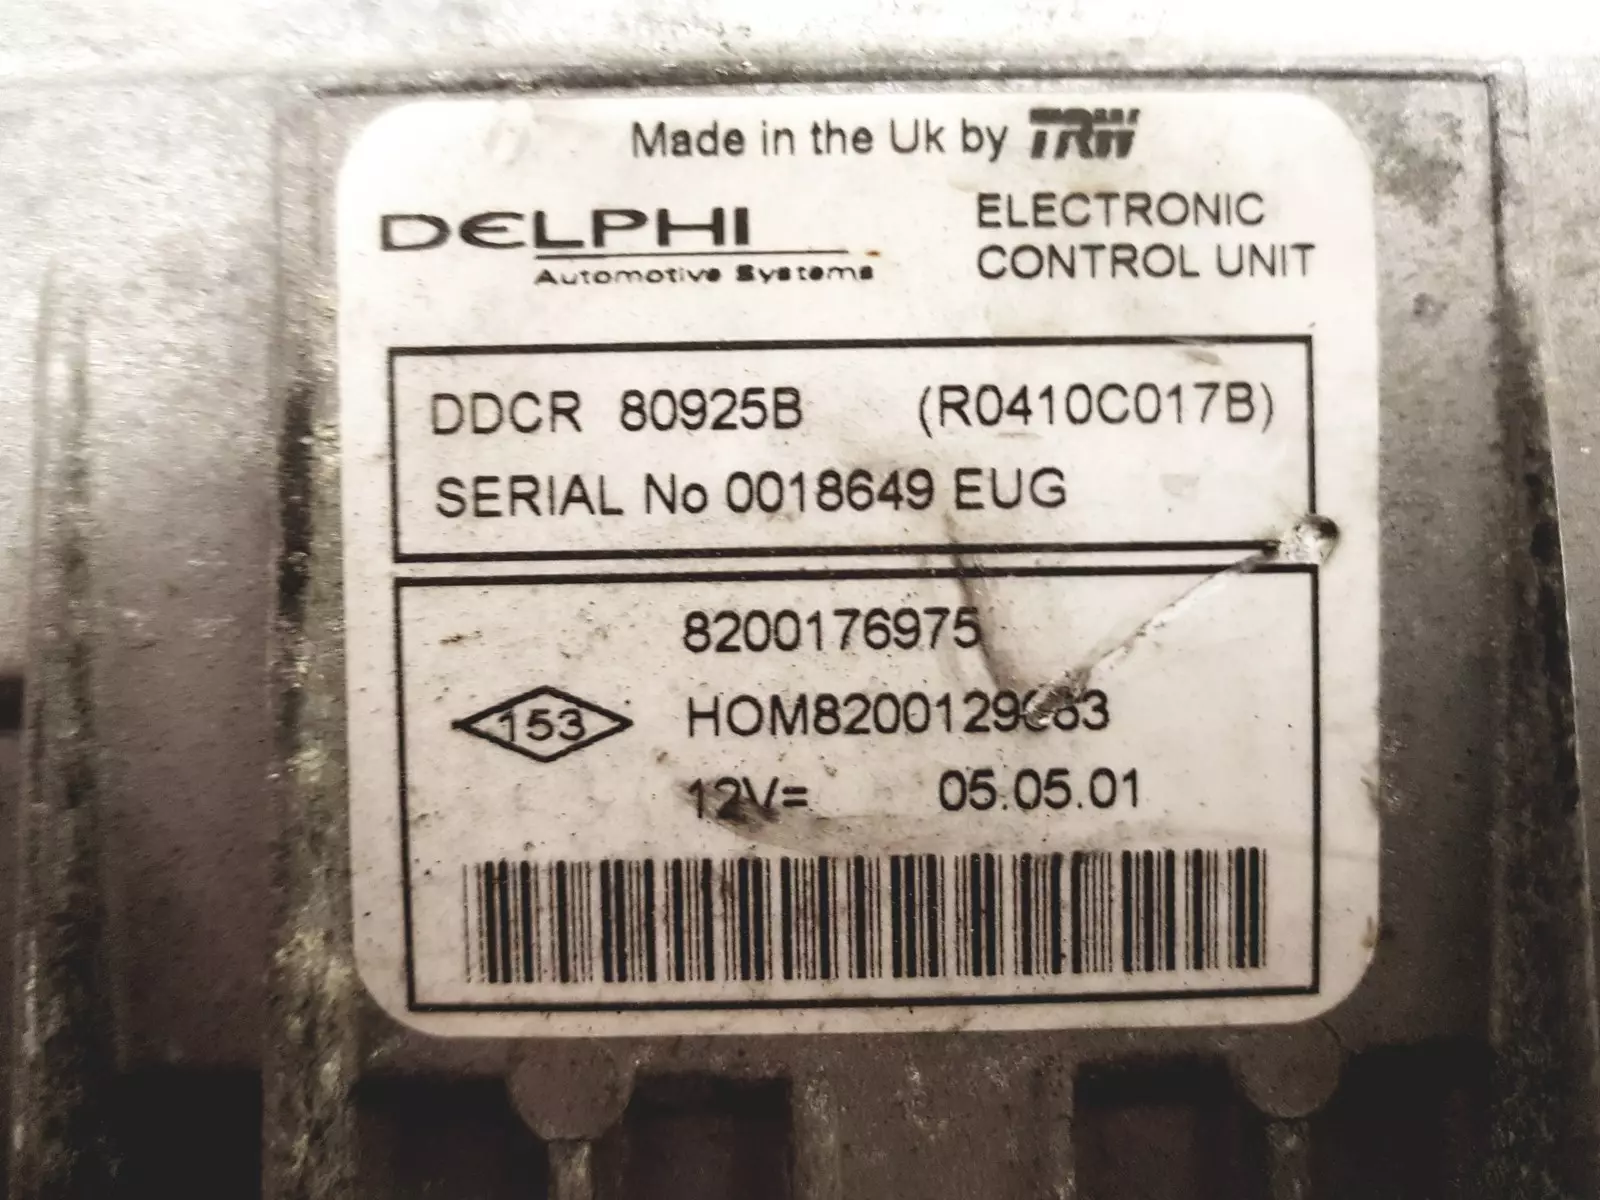 Made in the Uk by TRW
DELPHI
Automotive Systems
ELECTRONIC
CONTROL UNIT
DDCR 80925B (R0410C017B)
SERIAL No 0018649 EUG
8200176975
153
12V= 05.05.01